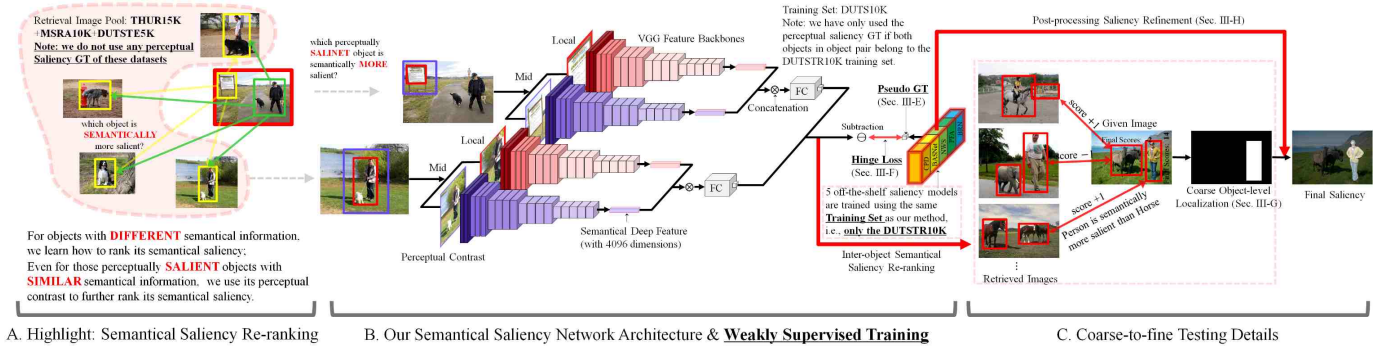 Retrieval Image Pool: THUR15K
+MSRA10K+DUTSTE5K
Note: we do not use any perceptual
Saliency GT of these datasets
which object is
SEMANTICALLY
more salient?
For objects with DIFFERENT semantical information,
we learn how to rank its semantical saliency;
Even for those perceptually SALIENT objects with
SIMILAR semantical information, we use its perceptual
contrast to further rank its semantical saliency.
A. Highlight: Semantical Saliency Re-ranking
which perceptually
SALINET object is
semantically MORE
salient?
Local
Mid
VGG Feature Backbones
Training Set: DUTS10K
Note: we have only used the
perceptual saliency GT if both
objects in object pair belong to the
DUTSTR10K training set.
FC
Concatenation
Local
Mid
FC
Perceptual Contrast
Semantical Deep Feature
(with 4096 dimensions)
Pseudo GT
(Sec. III-E)
Subtraction
Hinge Loss
(Sec. III-F)
5 off-the-shelf saliency models
are trained using the same
Training Set as our method,
i.e., only the DUTSTR10K
Inter-object Semantical
Saliency Re-ranking
B. Our Semantical Saliency Network Architecture & Weakly Supervised Training
Post-processing Saliency Refinement (Sec. III-H)
score +1
Given Image
Final Scores:
score −
score +1
Person is semantically
more salient than Horse
Retrieved Images
⋮
Coarse Object-level
Localization (Sec. III-G)
Final Saliency
C. Coarse-to-fine Testing Details